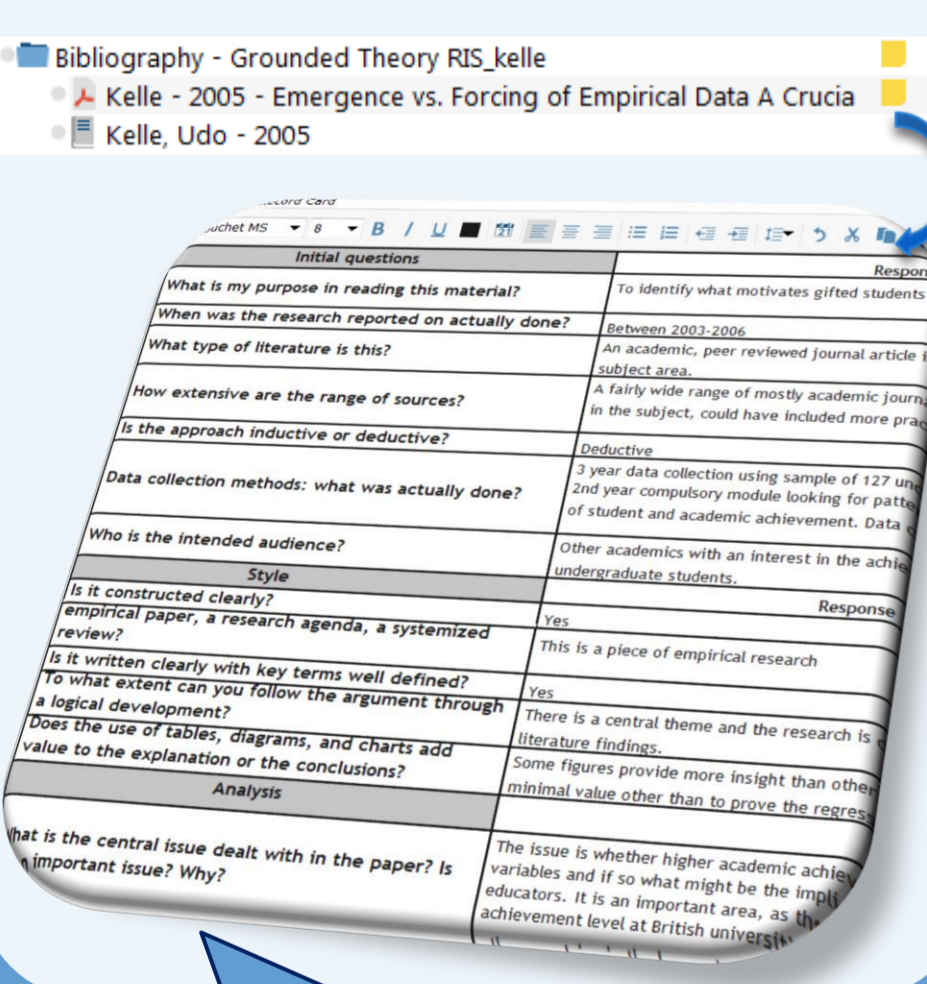 Bibliography - Grounded Theory RIS_kelle
Kelle - 2005 - Emergence vs. Forcing of Empirical Data A Crucia
Kelle, Udo - 2005
Card
MS 8 B I U
21
Initial questions
What is my purpose in reading this material?
To identify what motivates gifted students
When was the research reported on actually done?
Between 2003-2006
What type of literature is this?
An academic, peer reviewed journal article
subject area.
How extensive are the range of sources?
A fairly wide range of mostly academic
in the subject, could have included more
Is the approach inductive or deductive?
Deductive
Data collection methods: what was actually done?
3 year data collection using sample of 127
2nd year compulsory module looking for
of student and academic achievement. Data
Who is the intended audience?
Other academics with an interest in the
undergraduate students.
Style
Response
Is it constructed clearly?
Yes
empirical paper, a research agenda, a systemized
review?
This is a piece of empirical research
Is it written clearly with key terms well defined?
Yes
To what extent can you follow the argument through
a logical development?
There is a central theme and the research is
literature findings.
Does the use of tables, diagrams, and charts add
value to the explanation or the conclusions?
Some figures provide more insight than
minimal value other than to prove the
Analysis
What is the central issue dealt with in the paper? Is
important issue? Why?
The issue is whether higher academic
variables and if so what might be the
educators. It is an important area, as
achievement level at British